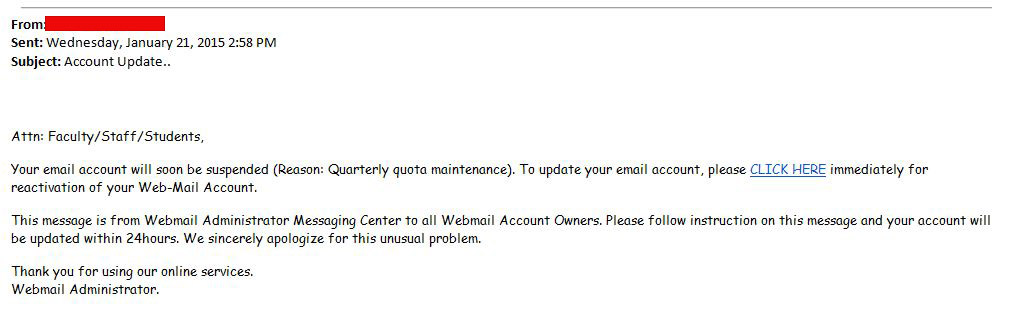 From:
Sent: Wednesday, January 21, 2015 2:58 PM
Subject: Account Update..
Attn: Faculty/Staff/Students,
Your email account will soon be suspended (Reason: Quarterly quota maintenance). To update your email account, please CLICK HERE immediately for
reactivation of your Web-Mail Account.
This message is from Webmail Administrator Messaging Center to all Webmail Account Owners. Please follow instruction on this message and your account will
be updated within 24hours. We sincerely apologize for this unusual problem.
Thank you for using our online services.
Webmail Administrator.